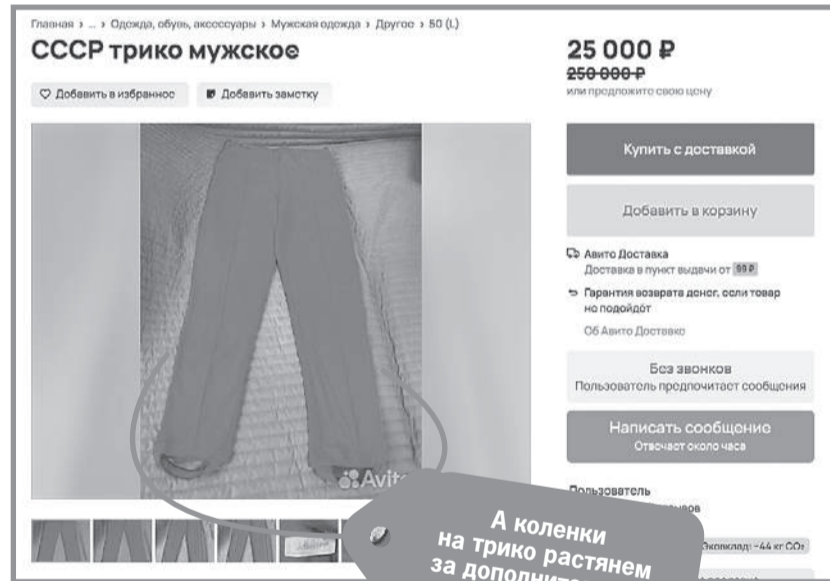 Главная › ... › Одежда, обувь, аксессуары › Мужская одежда › Другое › 50 (L)
СССР трико мужское
Добавить в избранное
Добавить заметку
25 000 ₽
250 000 ₽
или предложите свою цену
Купить с доставкой
Добавить в корзину
Авито Доставка
Доставка в пункт выдачи от 99 ₽
Гарантия возврата денег, если товар
не подойдёт
Об Авито Доставке
Без звонков
Пользователь предпочитает сообщения
Написать сообщение
Отвечает около часа
Пользователь
−44 кг CO₂
Avito
А коленки
на трико растянем
за